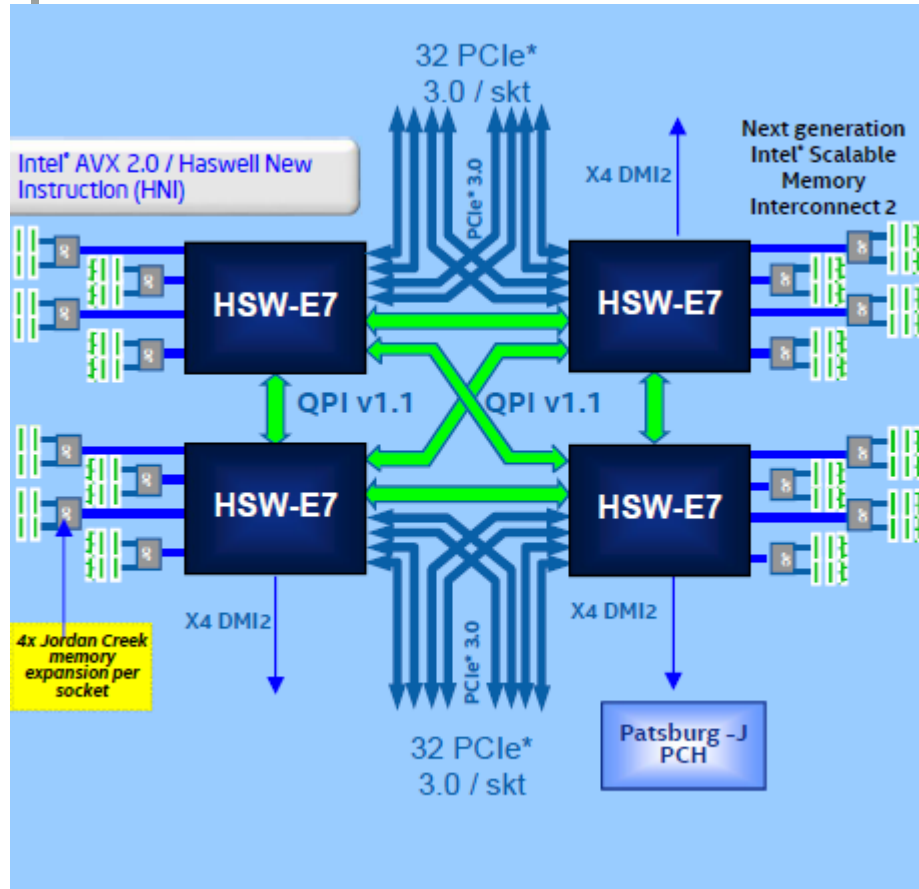 32 PCIe*
3.0 / skt
Intel® AVX 2.0 / Haswell New
Instruction (HNI)
PCIe* 3.0
X4 DMI2
Next generation
Intel® Scalable
Memory
Interconnect 2
HSW-E7
HSW-E7
QPI v1.1
QPI v1.1
HSW-E7
HSW-E7
X4 DMI2
PCIe* 3.0
X4 DMI2
4x Jordan Creek
memory
expansion per
socket
32 PCIe*
3.0 / skt
Patsburg -J
PCH